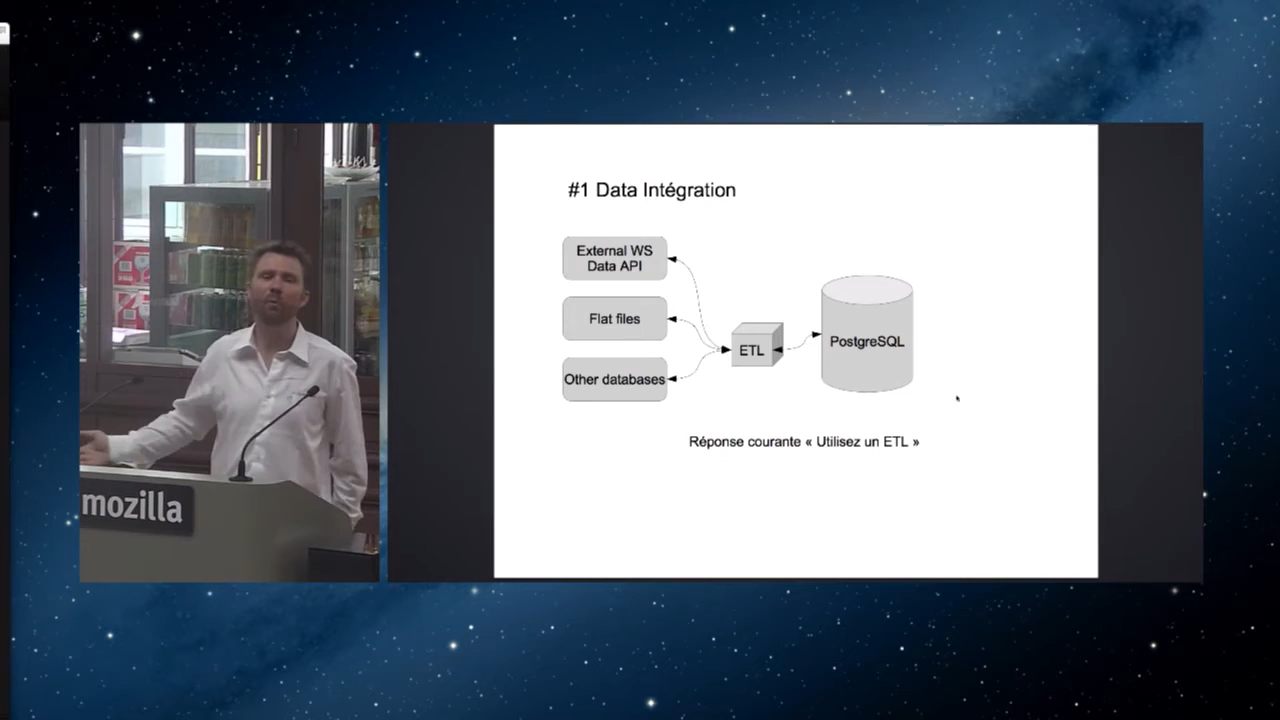 #1 Data Intégration
External WS
Data API
Flat files
Other databases
ETL
PostgreSQL
Réponse courante « Utilisez un ETL »
mozilla